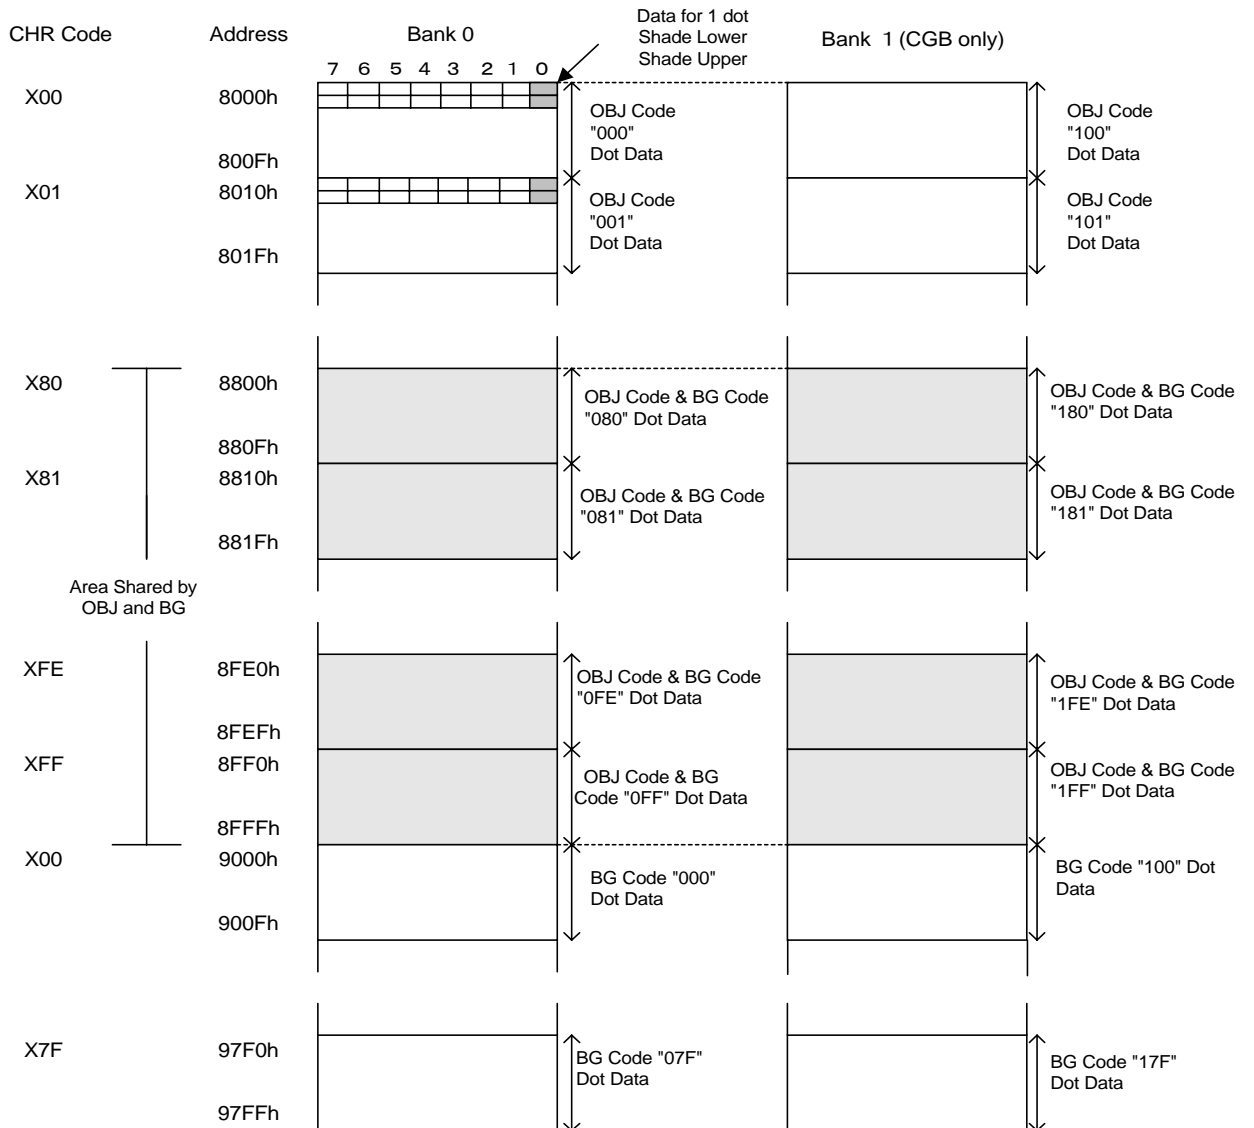 Data for 1 dot
Shade Lower
Shade Upper
CHR Code
Address
Bank 0
Bank 1 (CGB only)
7 6 5 4 3 2 1 0
X00
8000h
OBJ Code
"000"
Dot Data
OBJ Code
"100"
Dot Data
800Fh
X01
8010h
OBJ Code
"001"
Dot Data
OBJ Code
"101"
Dot Data
801Fh
X80
8800h
OBJ Code & BG Code
"080" Dot Data
OBJ Code & BG Code
"180" Dot Data
880Fh
X81
8810h
OBJ Code & BG Code
"081" Dot Data
OBJ Code & BG Code
"181" Dot Data
881Fh
Area Shared by
OBJ and BG
XFE
8FE0h
OBJ Code & BG Code
"0FE" Dot Data
OBJ Code & BG Code
"1FE" Dot Data
8FEFh
XFF
8FF0h
OBJ Code & BG
Code "0FF" Dot Data
OBJ Code & BG Code
"1FF" Dot Data
8FFFh
X00
9000h
BG Code "000"
Dot Data
BG Code "100" Dot
Data
900Fh
X7F
97F0h
BG Code "07F"
Dot Data
BG Code "17F"
Dot Data
97FFh